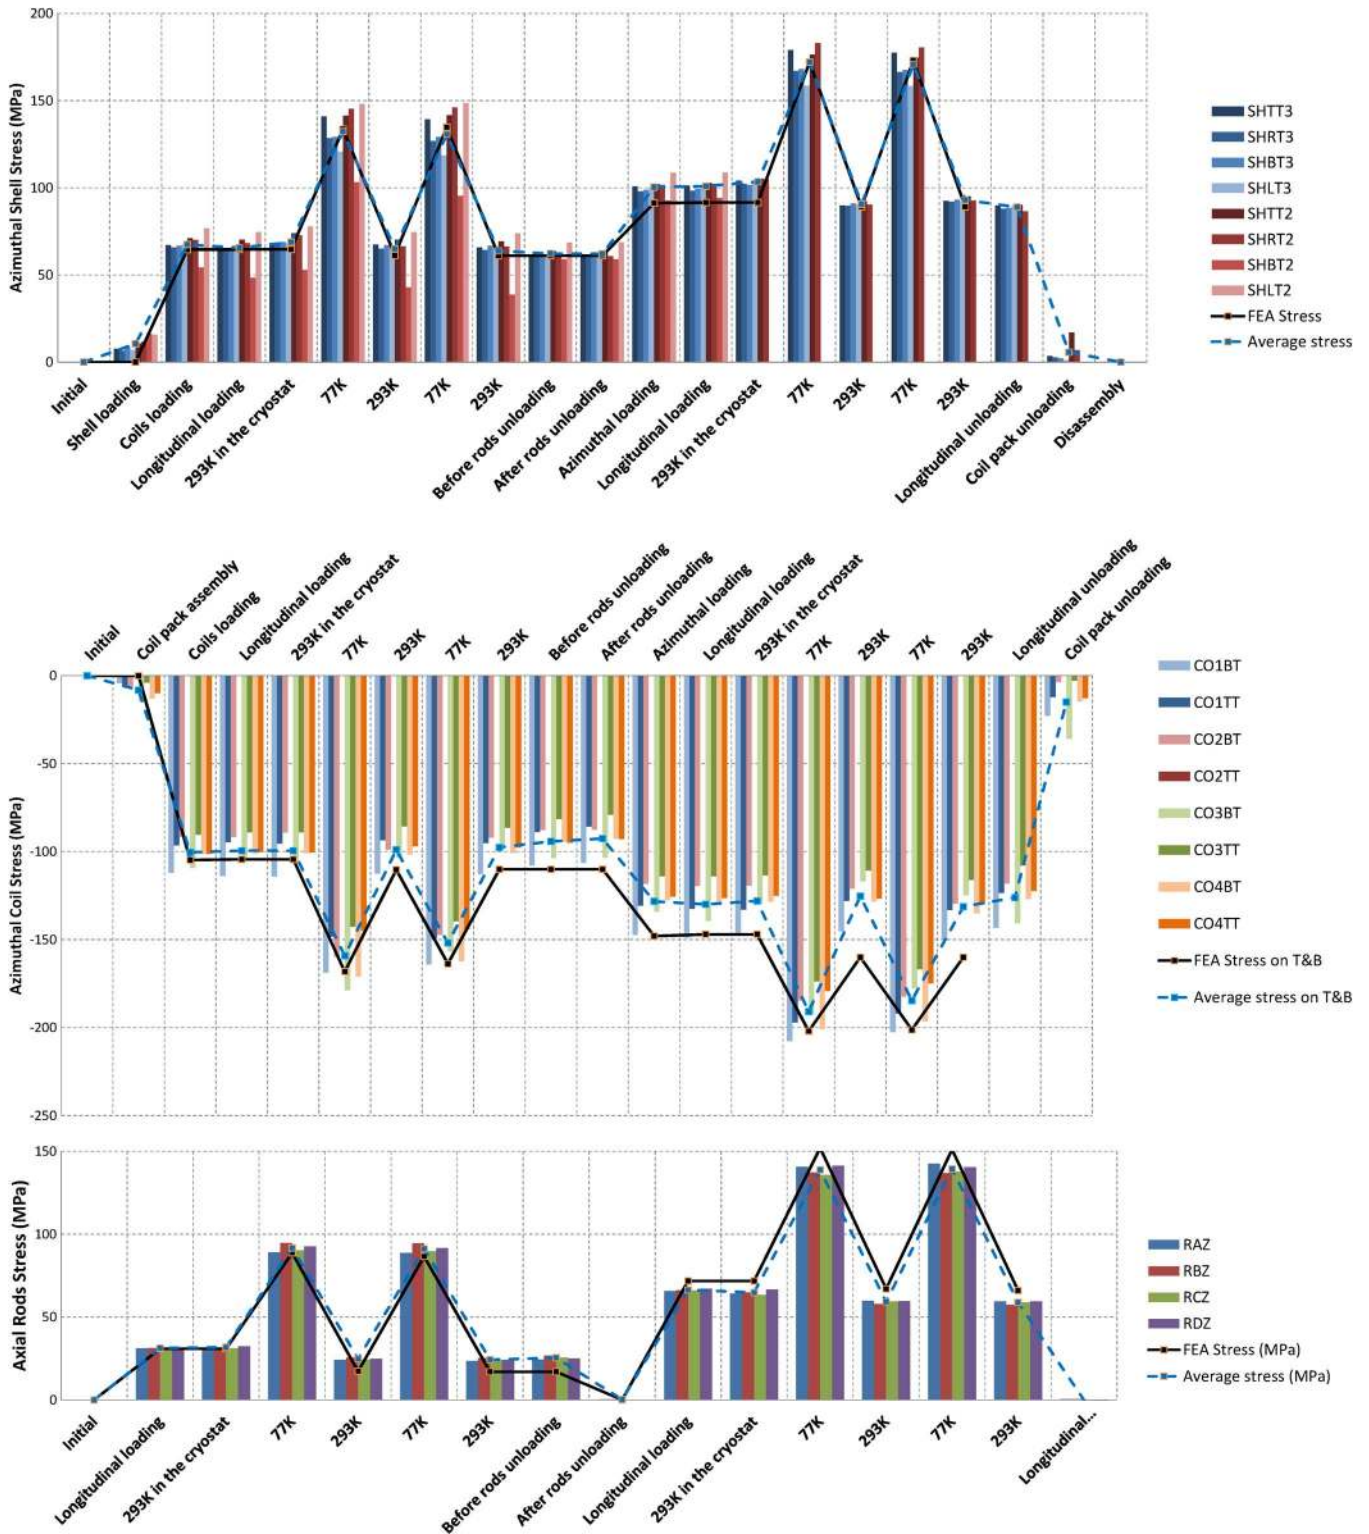 Azimuthal Shell Stress (MPa)
200
150
100
50
0
Initial
Shell loading
Coils loading
Longitudinal loading
293K in the cryostat
77K
293K
77K
293K
Before rods unloading
After rods unloading
Azimuthal loading
Longitudinal loading
293K in the cryostat
77K
293K
77K
293K
Longitudinal unloading
Coil pack unloading
Disassembly
SHTT3
SHRT3
SHBT3
SHLT3
SHTT2
SHRT2
SHBT2
SHLT2
FEA Stress
Average stress
Azimuthal Coil Stress (MPa)
Initial
Coil pack assembly
Coils loading
Longitudinal loading
293K in the cryostat
77K
293K
77K
293K
Before rods unloading
After rods unloading
Azimuthal loading
Longitudinal loading
293K in the cryostat
77K
293K
77K
293K
Longitudinal unloading
Coil pack unloading
0
-50
-100
-150
-200
-250
CO1BT
CO1TT
CO2BT
CO2TT
CO3BT
CO3TT
CO4BT
CO4TT
FEA Stress on T&B
Average stress on T&B
Axial Rods Stress (MPa)
150
100
50
0
Initial
Longitudinal loading
293K in the cryostat
77K
293K
77K
293K
Before rods unloading
After rods unloading
Longitudinal loading
293K in the cryostat
77K
293K
77K
293K
Longitudinal...
RAZ
RBZ
RCZ
RDZ
FEA Stress (MPa)
Average stress (MPa)